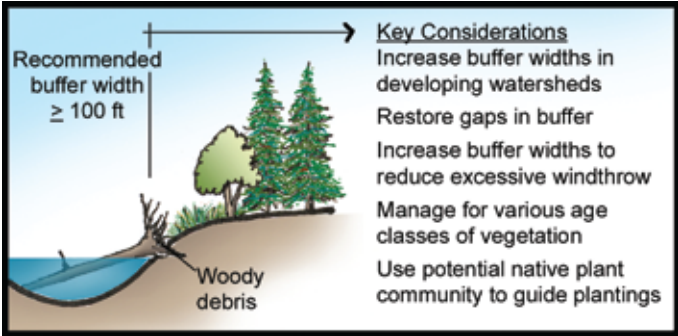 Recommended
buffer width
≥ 100 ft
Woody
debris
Key Considerations
Increase buffer widths in
developing watersheds
Restore gaps in buffer
Increase buffer widths to
reduce excessive windthrow
Manage for various age
classes of vegetation
Use potential native plant
community to guide plantings